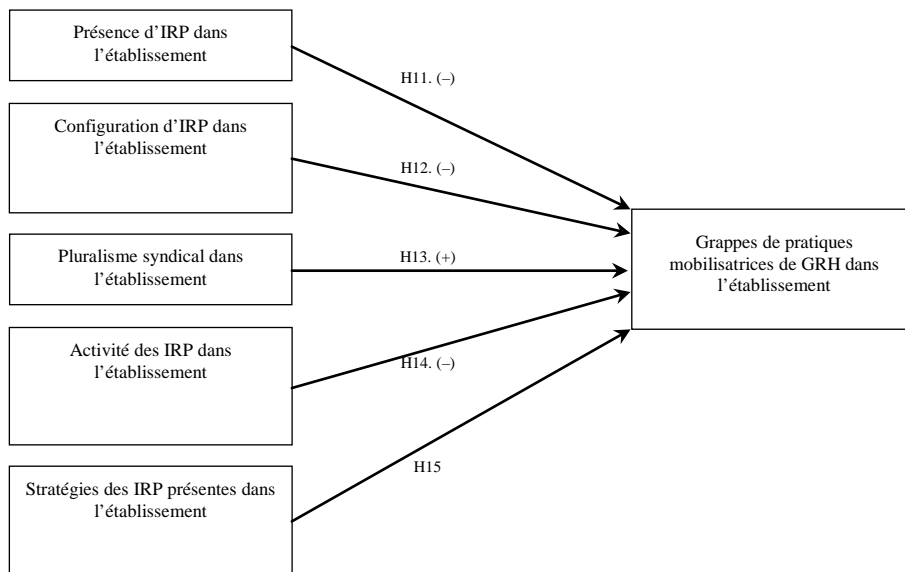 Présence d’IRP dans
l’établissement
H11. (–)
Configuration d’IRP dans
l’établissement
H12. (–)
Pluralisme syndical dans
l’établissement
H13. (+)
Grappes de pratiques
mobilisatrices de GRH dans
l’établissement
Activité des IRP dans
l’établissement
H14. (–)
Stratégies des IRP présentes dans
l’établissement
H15